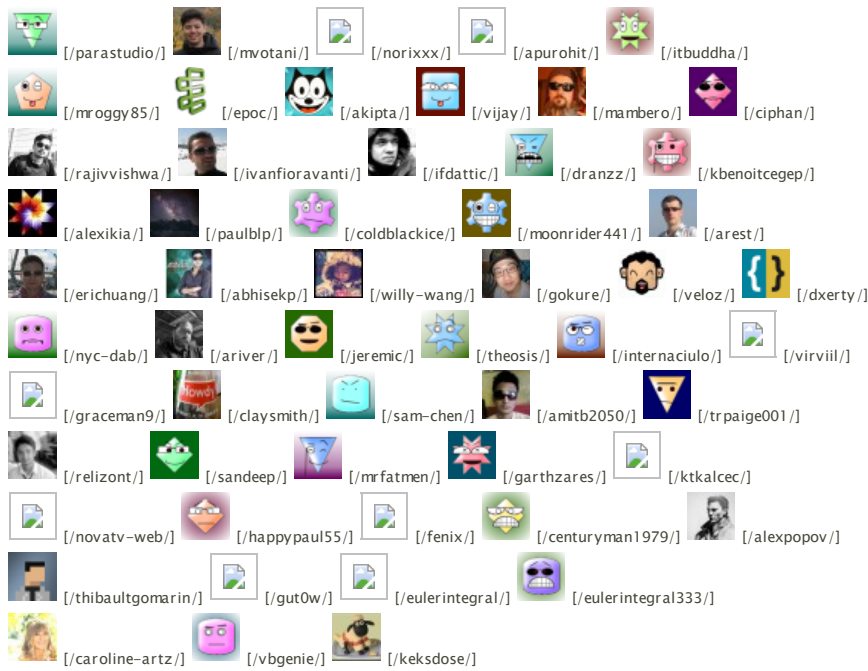 [/parastudio/] [/mvotani/] [/norixxx/] [/apurohit/] [/itbuddha/]
[/mroggy85/] [/epoc/] [/akipta/] [/vijay/] [/mambero/] [/ciphan/]
[/rajivvishwa/] [/ivanfioravanti/] [/ifdattic/] [/dranzz/] [/kbenoitcegep/]
[/alexikia/] [/paulblp/] [/coldblackice/] [/moonrider441/] [/arest/]
[/erichuang/] [/abhisekp/] [/willy-wang/] [/gokure/] [/veloz/] [/dxerty/]
[/nyc-dab/] [/ariver/] [/jeremic/] [/theosis/] [/internaciulo/] [/virviil/]
[/graceman9/] Howdy [/claysmith/] [/sam-chen/] [/amitb2050/] [/trpaige001/]
[/relizont/] [/sandeep/] [/mrfatmen/] [/garthzares/] [/ktkalcec/]
[/novatv-web/] [/happypaul55/] [/fenix/] [/centuryman1979/] [/alexpopov/]
[/thibaultgomarin/] [/gut0w/] [/eulerintegral/] [/eulerintegral333/]
[/caroline-artz/] [/vbgenie/] [/keksdose/]